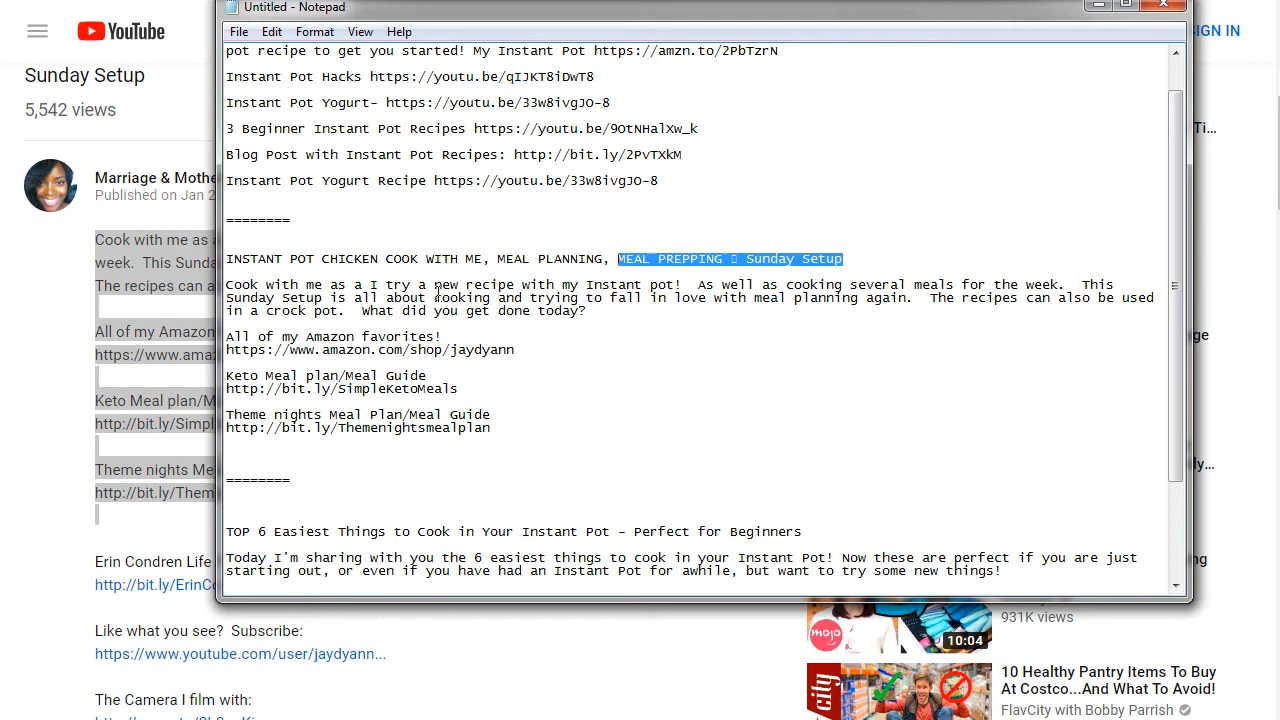 YouTube
SIGN IN
Sunday Setup
5,542 views
Marriage & Mothe
Published on Jan 2
Cook with me as a
week. This Sund
The recipes can a
All of my Amazon
https://www.amaz
Keto Meal plan/M
http://bit.ly/Simpl
Theme nights Me
http://bit.ly/Them
Erin Condren Life
http://bit.ly/ErinCo
Like what you see? Subscribe:
https://www.youtube.com/user/jaydyann...
The Camera I film with:
Untitled - Notepad
File Edit Format View Help
pot recipe to get you started! My Instant Pot https://amzn.to/2PbTzrN
Instant Pot Hacks https://youtu.be/qIJKT8iDwT8
Instant Pot Yogurt- https://youtu.be/33w8ivgJO-8
3 Beginner Instant Pot Recipes https://youtu.be/9OtNHalXw_k
Blog Post with Instant Pot Recipes: http://bit.ly/2PvTXkM
Instant Pot Yogurt Recipe https://youtu.be/33w8ivgJO-8
========
INSTANT POT CHICKEN COOK WITH ME, MEAL PLANNING, MEAL PREPPING Sunday Setup
Cook with me as a I try a new recipe with my Instant pot! As well as cooking several meals for the week. This
Sunday Setup is all about cooking and trying to fall in love with meal planning again. The recipes can also be used
in a crock pot. What did you get done today?
All of my Amazon favorites!
https://www.amazon.com/shop/jaydyann
Keto Meal plan/Meal Guide
http://bit.ly/SimpleKetoMeals
Theme nights Meal Plan/Meal Guide
http://bit.ly/Themenightsmealplan
========
TOP 6 Easiest Things to Cook in Your Instant Pot - Perfect for Beginners
Today I'm sharing with you the 6 easiest things to cook in your Instant Pot! Now these are perfect if you are just
starting out, or even if you have had an Instant Pot for awhile, but want to try some new things!
Ti...
ge
ly...
ng
931K views
mojo
10:04
city
10 Healthy Pantry Items To Buy
At Costco...And What To Avoid!
FlavCity with Bobby Parrish